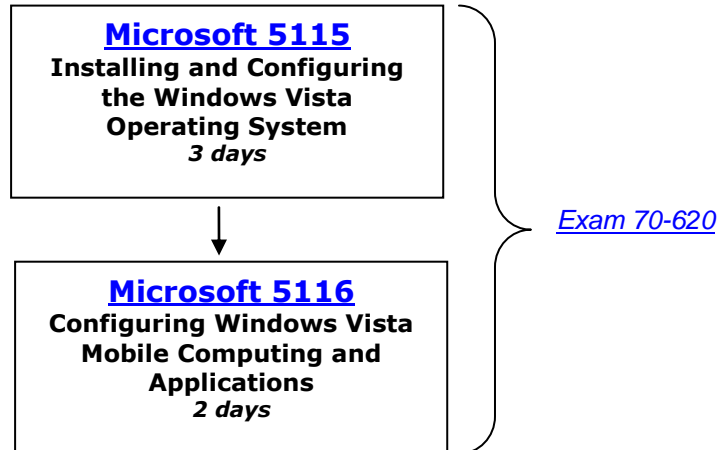 Microsoft 5115
Installing and Configuring
the Windows Vista
Operating System
3 days
Exam 70-620
Microsoft 5116
Configuring Windows Vista
Mobile Computing and
Applications
2 days